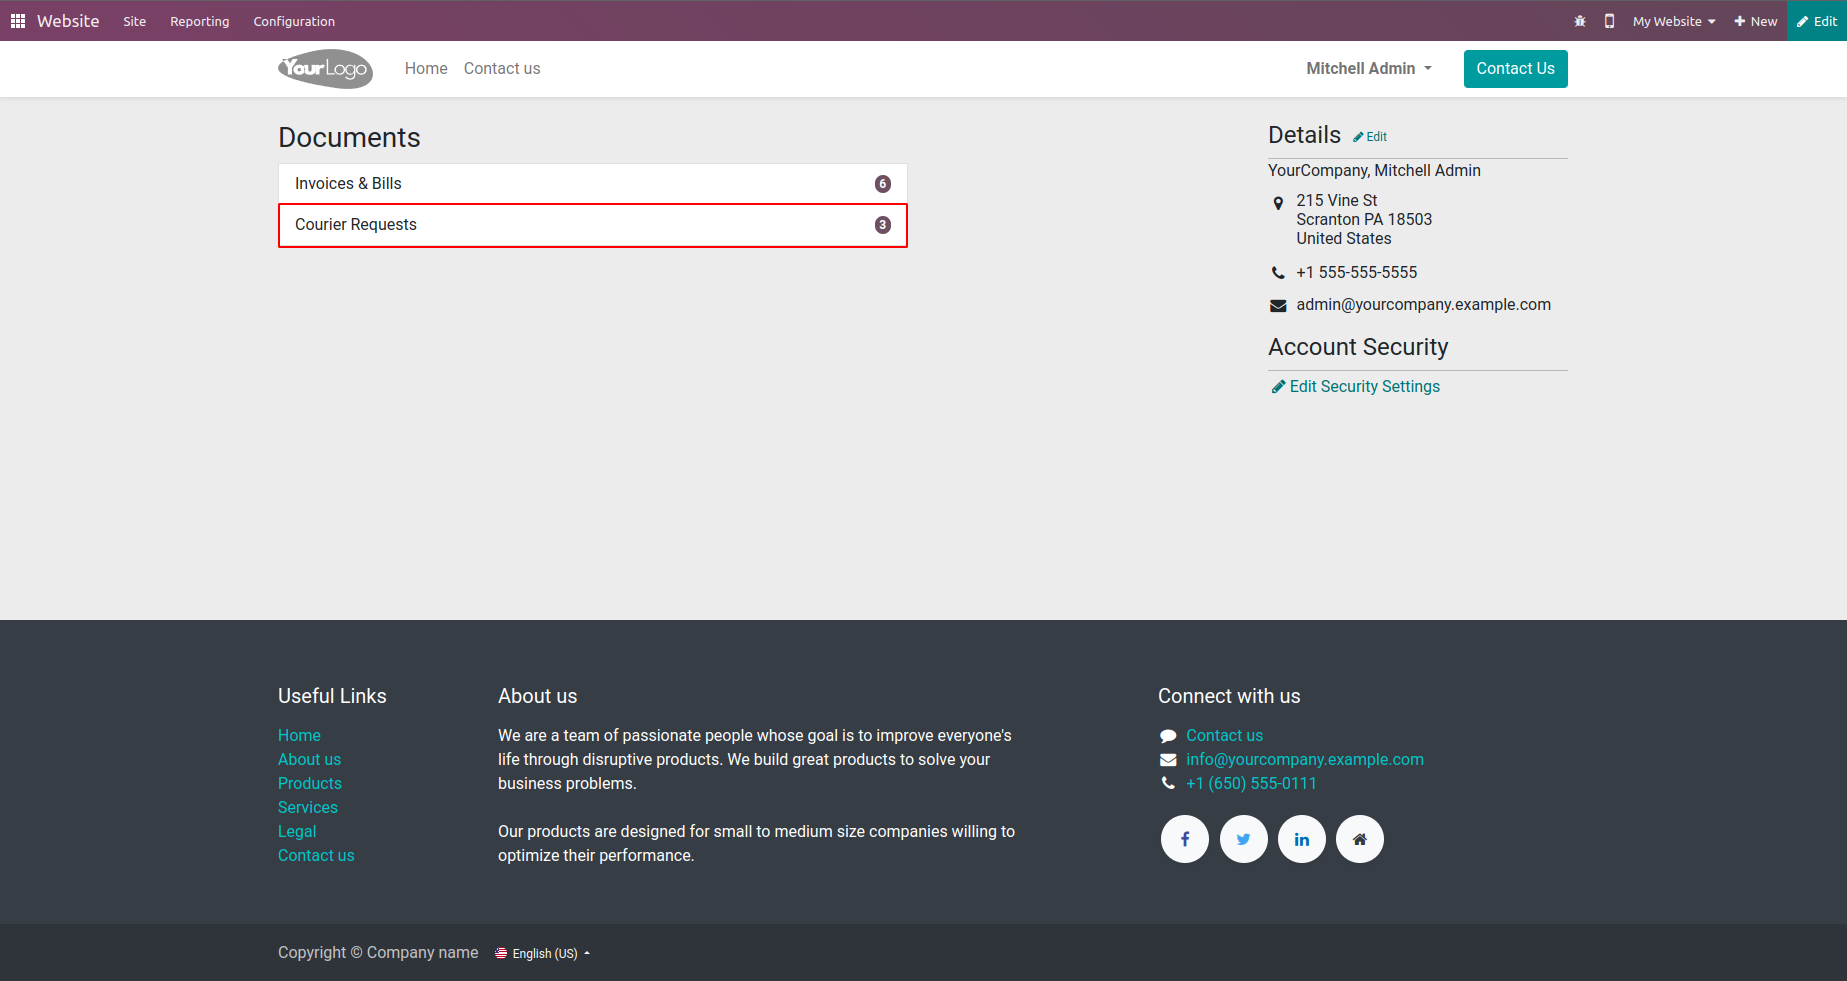 Website Site Reporting Configuration My Website New Edit
YourLogo Home Contact us Mitchell Admin Contact Us
Documents
Invoices & Bills 6
Courier Requests 3
Details Edit
YourCompany, Mitchell Admin
215 Vine St
Scranton PA 18503
United States
+1 555-555-5555
admin@yourcompany.example.com
Account Security
Edit Security Settings
Useful Links
Home
About us
Products
Services
Legal
Contact us
About us
We are a team of passionate people whose goal is to improve everyone's
life through disruptive products. We build great products to solve your
business problems.
Our products are designed for small to medium size companies willing to
optimize their performance.
Connect with us
Contact us
info@yourcompany.example.com
+1 (650) 555-0111
Copyright © Company name English (US)